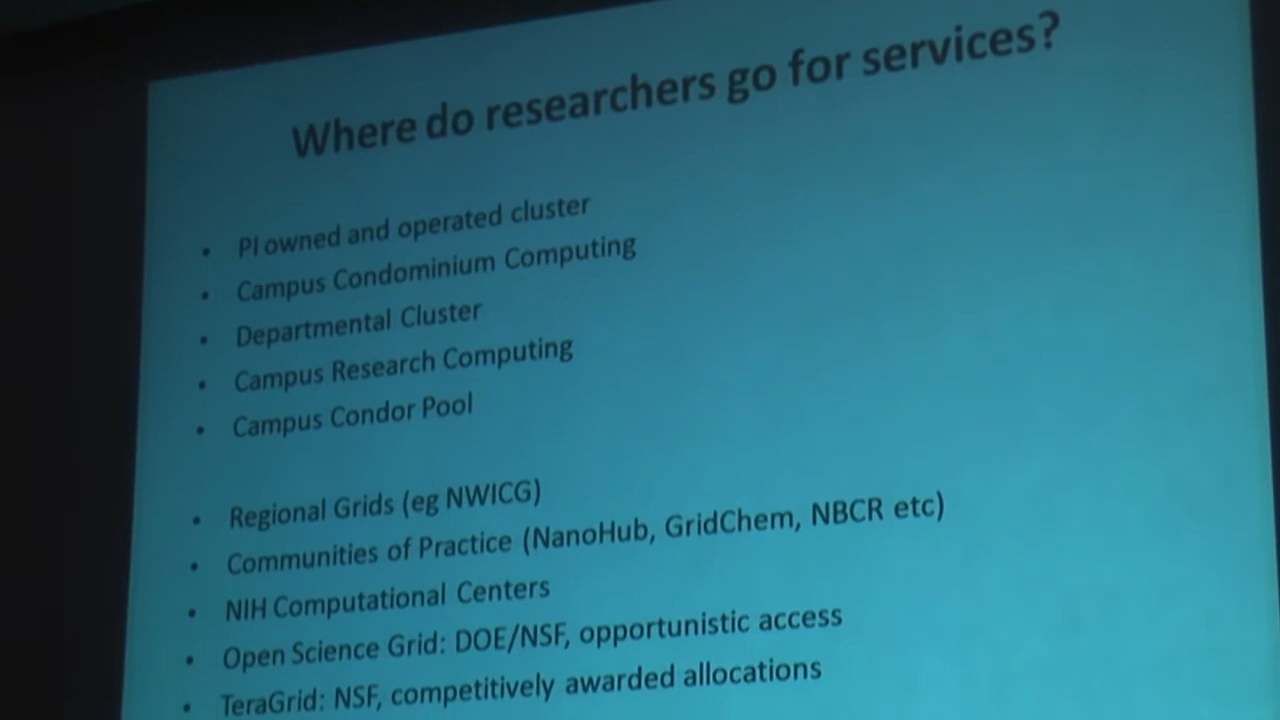 Where do researchers go for services?
• PI owned and operated cluster
• Campus Condominium Computing
• Departmental Cluster
• Campus Research Computing
• Campus Condor Pool
• Regional Grids (eg NWICG)
• Communities of Practice (NanoHub, GridChem, NBCR etc)
• NIH Computational Centers
• Open Science Grid: DOE/NSF, opportunistic access
• TeraGrid: NSF, competitively awarded allocations